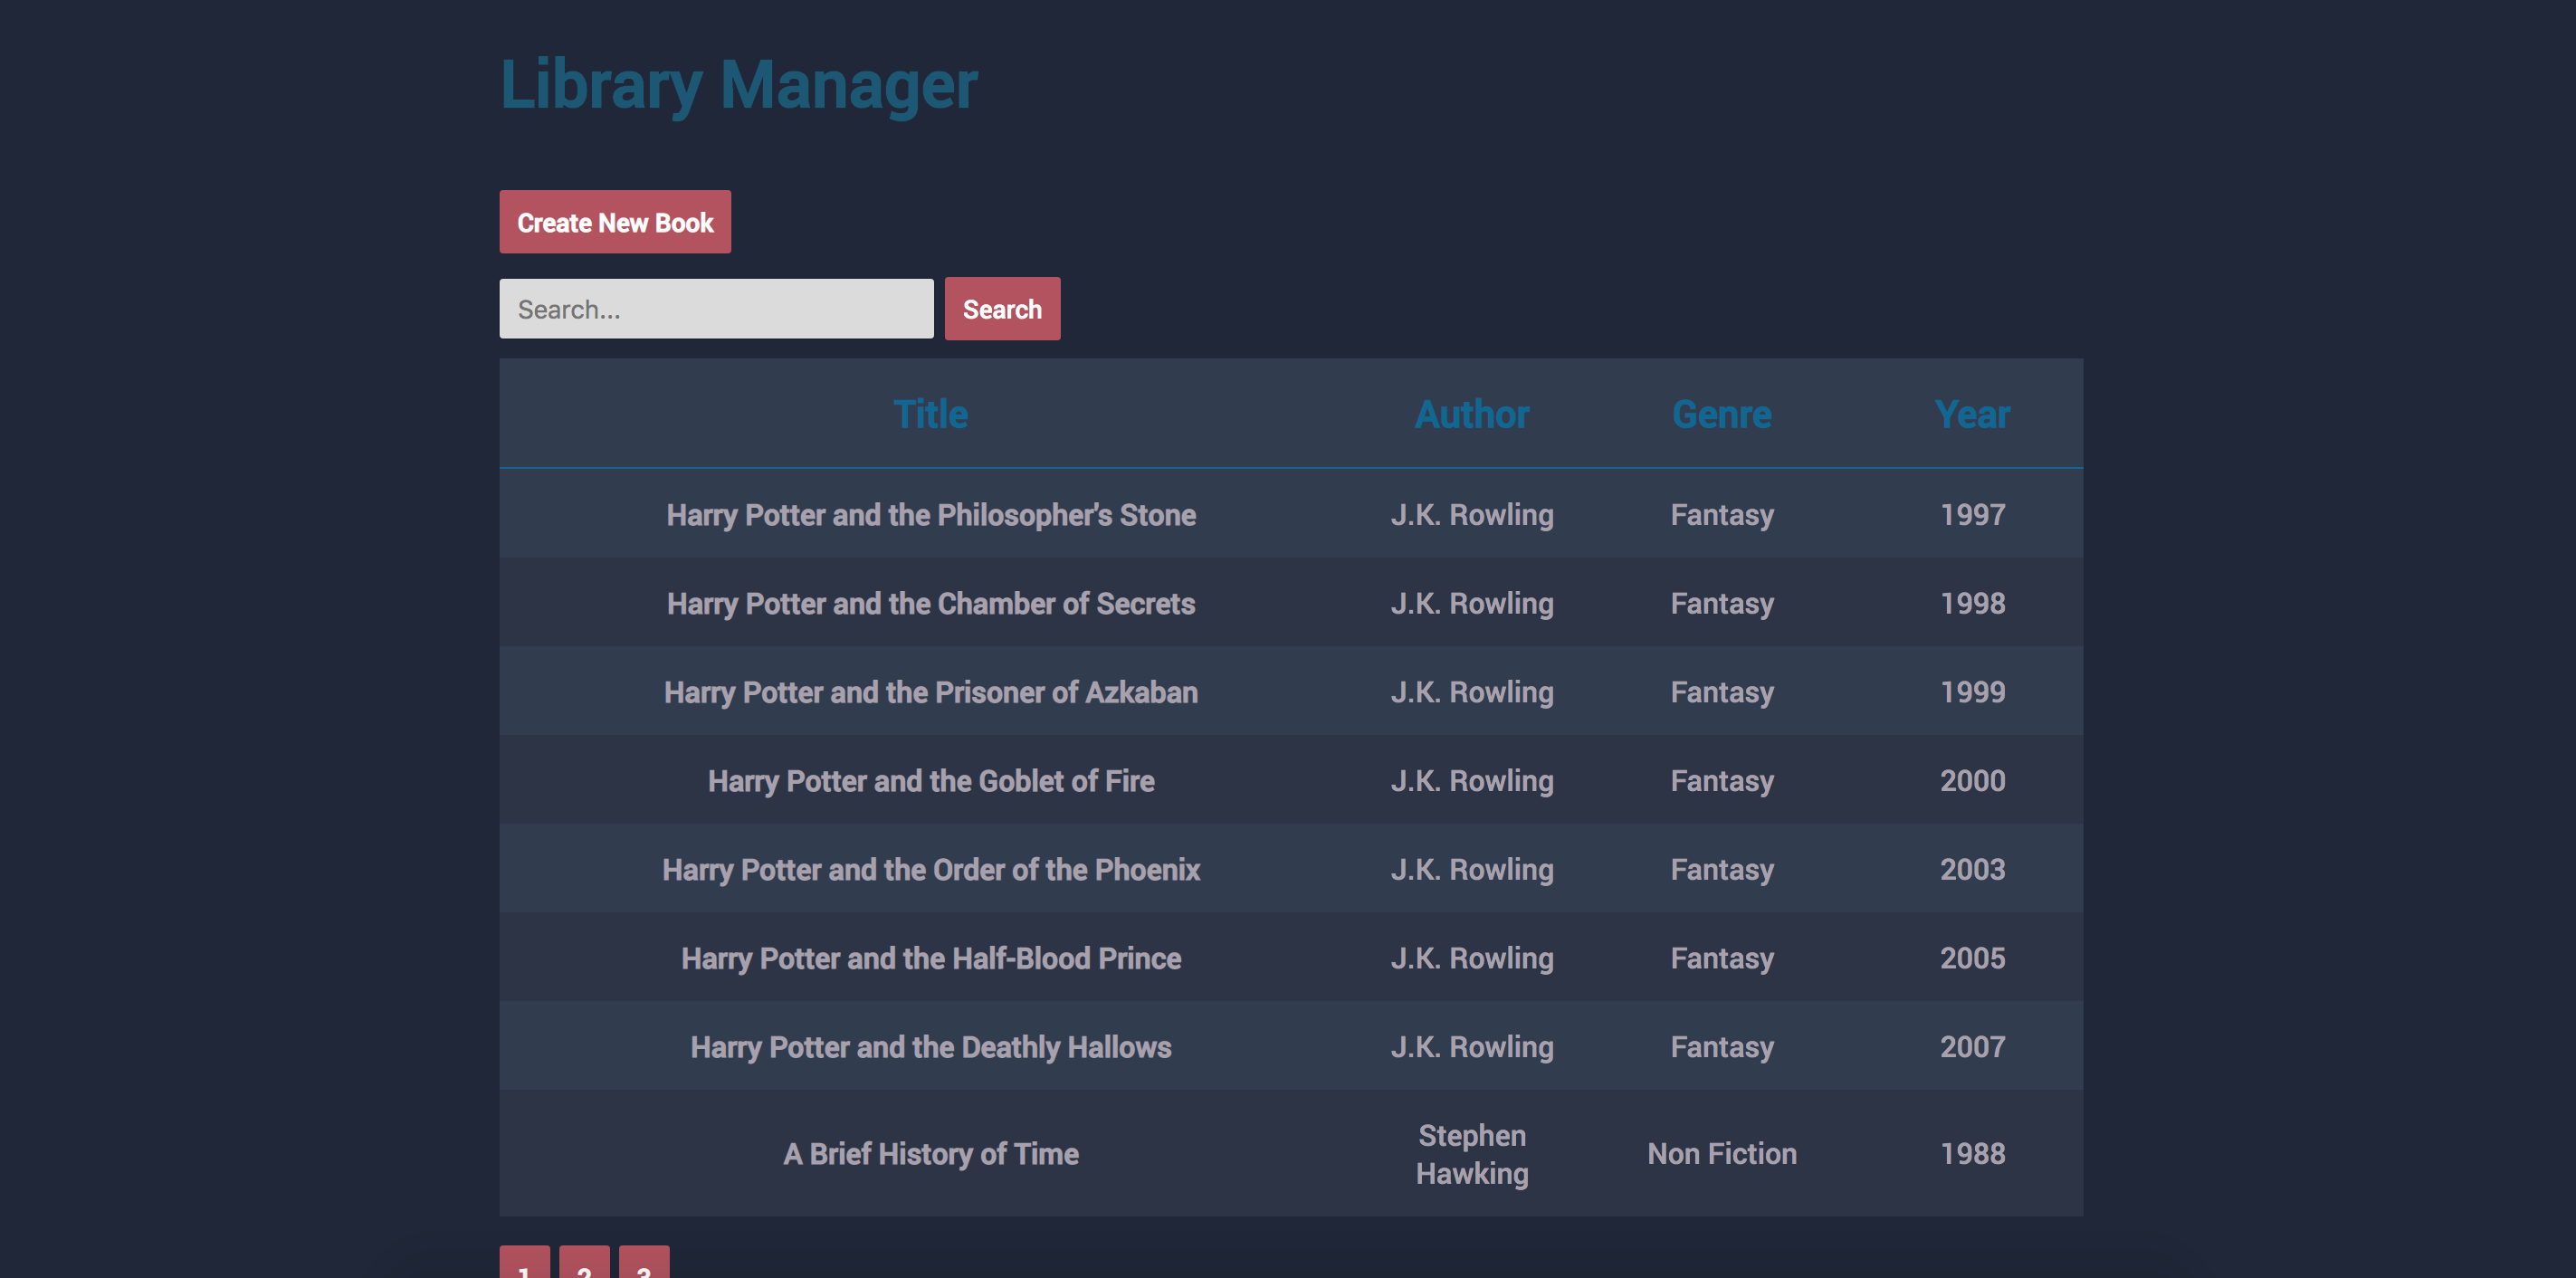 Library Manager
Create New Book
Search...
Search
Title Author Genre Year
Harry Potter and the Philosopher's Stone J.K. Rowling Fantasy 1997
Harry Potter and the Chamber of Secrets J.K. Rowling Fantasy 1998
Harry Potter and the Prisoner of Azkaban J.K. Rowling Fantasy 1999
Harry Potter and the Goblet of Fire J.K. Rowling Fantasy 2000
Harry Potter and the Order of the Phoenix J.K. Rowling Fantasy 2003
Harry Potter and the Half-Blood Prince J.K. Rowling Fantasy 2005
Harry Potter and the Deathly Hallows J.K. Rowling Fantasy 2007
A Brief History of Time Stephen Hawking Non Fiction 1988
1 2 3